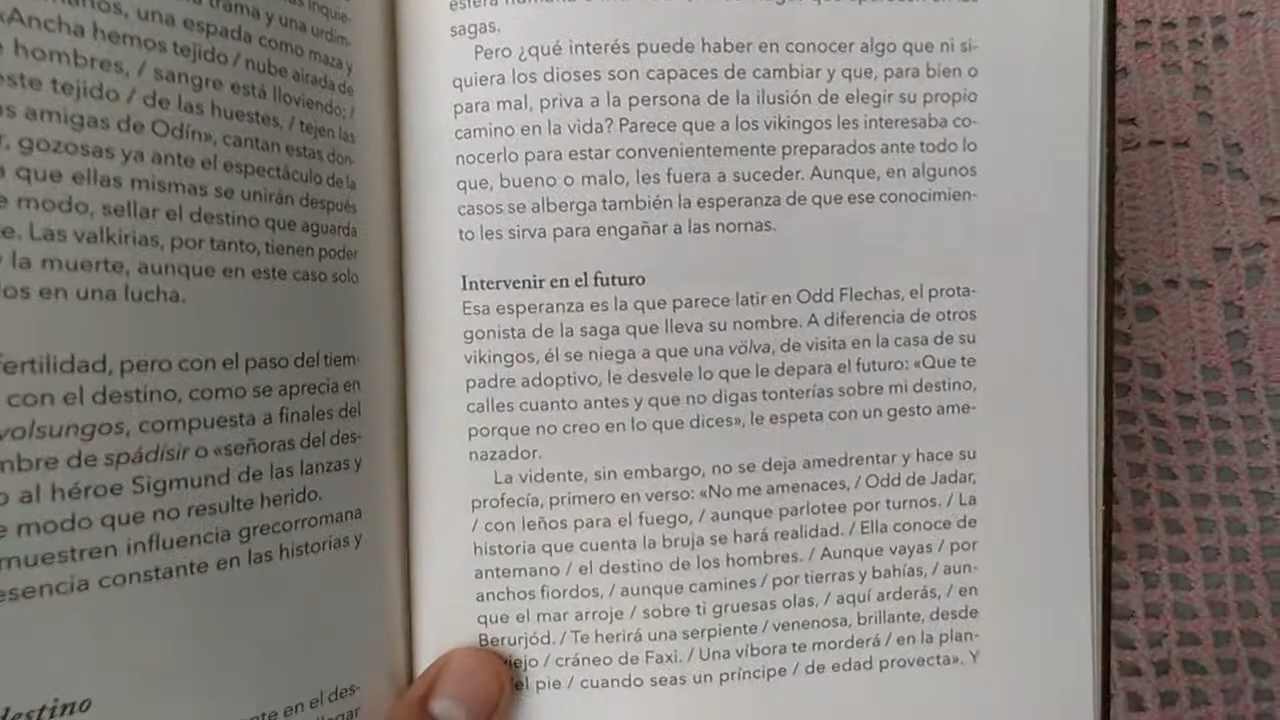 trama y una urdim-
una espada como maza y
«Ancha hemos tejido / nube airada de
hombres, / sangre está lloviendo; /
este tejido / de las huestes, / tejen las
amigas de Odín», cantan estas don-
gozosas ya ante el espectáculo de la
que ellas mismas se unirán después
modo, sellar el destino que aguarda
Las valkirias, por tanto, tienen poder
la muerte, aunque en este caso solo
en una lucha.
fertilidad, pero con el paso del tiem-
con el destino, como se aprecia en
volsungos, compuesta a finales del
de spádísir o «señoras del des-
al héroe Sigmund de las lanzas y
modo que no resulte herido.
muestren influencia grecorromana
constante en las historias y
destino
en el des-
sagas.
Pero ¿qué interés puede haber en conocer algo que ni si-
quiera los dioses son capaces de cambiar y que, para bien o
para mal, priva a la persona de la ilusión de elegir su propio
camino en la vida? Parece que a los vikingos les interesaba co-
nocerlo para estar convenientemente preparados ante todo lo
que, bueno o malo, les fuera a suceder. Aunque, en algunos
casos se alberga también la esperanza de que ese conocimien-
to les sirva para engañar a las nornas.
Intervenir en el futuro
Esa esperanza es la que parece latir en Odd Flechas, el prota-
gonista de la saga que lleva su nombre. A diferencia de otros
vikingos, él se niega a que una völva, de visita en la casa de su
padre adoptivo, le desvele lo que le depara el futuro: «Que te
calles cuanto antes y que no digas tonterías sobre mi destino,
porque no creo en lo que dices», le espeta con un gesto ame-
nazador.
La vidente, sin embargo, no se deja amedrentar y hace su
profecía, primero en verso: «No me amenaces, / Odd de Jadar,
/ con leños para el fuego, / aunque parlotee por turnos. / La
historia que cuenta la bruja se hará realidad. / Ella conoce de
antemano / el destino de los hombres. / Aunque vayas / por
anchos fiordos, / aunque camines / por tierras y bahías, / aun-
que el mar arroje / sobre ti gruesas olas, / aquí arderás, / en
Berurjód. / Te herirá una serpiente / venenosa, brillante, desde
/ cráneo de Faxi. / Una víbora te morderá / en la plan-
el pie / cuando seas un príncipe / de edad provecta». Y